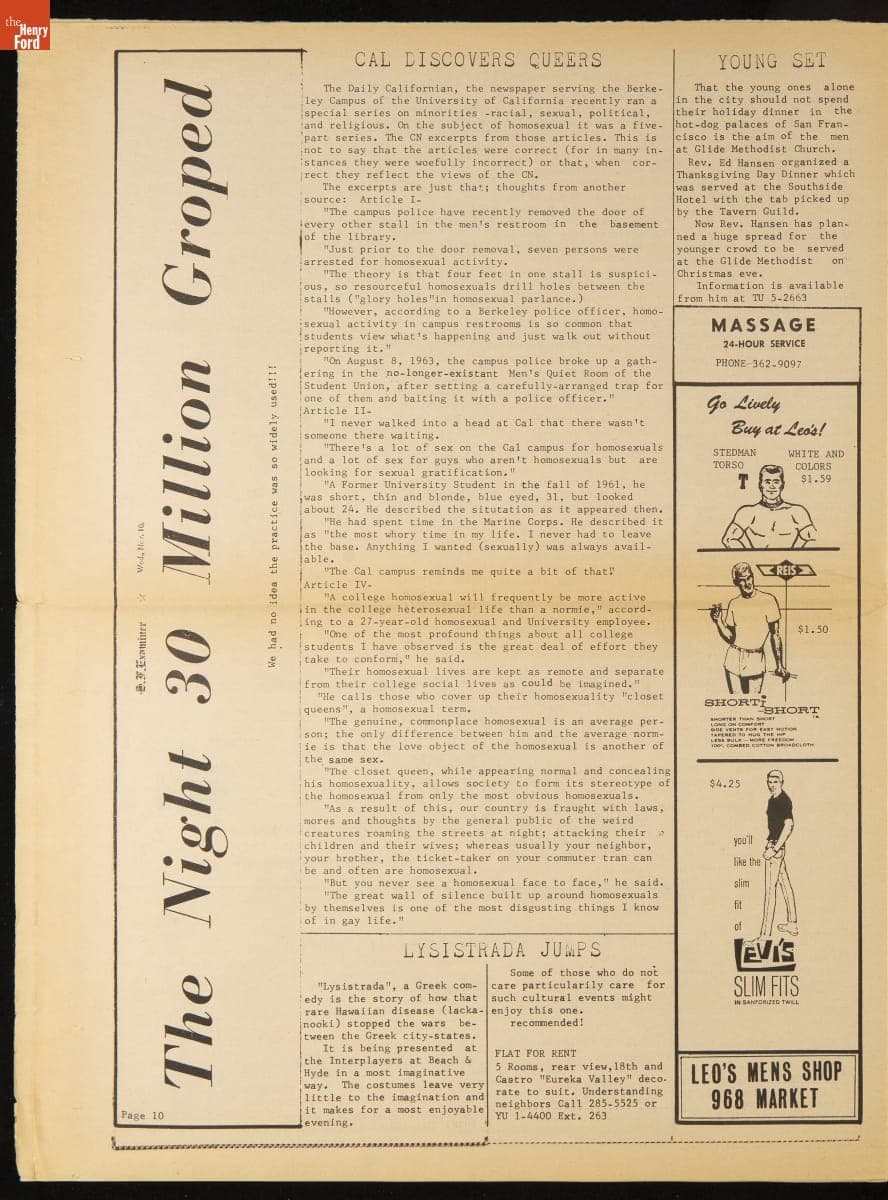 the
Henry
Ford
The Night 30 Million Groped
S.F. Examiner ☆ Wed., Nov. 10,
We had no idea the practice was so widely used!!!
Page 10
CAL DISCOVERS QUEERS
The Daily Californian, the newspaper serving the Berke-
ley Campus of the University of California recently ran a
special series on minorities -racial, sexual, political,
and religious. On the subject of homosexual it was a five-
part series. The CN excerpts from those articles. This is
not to say that the articles were correct (for in many in-
stances they were woefully incorrect) or that, when cor-
rect they reflect the views of the CN.
The excerpts are just that; thoughts from another
source: Article I-
"The campus police have recently removed the door of
every other stall in the men's restroom in the basement
of the library.
"Just prior to the door removal, seven persons were
arrested for homosexual activity.
"The theory is that four feet in one stall is suspici-
ous, so resourceful homosexuals drill holes between the
stalls ("glory holes"in homosexual parlance.)
"However, according to a Berkeley police officer, homo-
sexual activity in campus restrooms is so common that
students view what's happening and just walk out without
reporting it."
"On August 8, 1963, the campus police broke up a gath-
ering in the no-longer-existant Men's Quiet Room of the
Student Union, after setting a carefully-arranged trap for
one of them and baiting it with a police officer."
Article II-
"I never walked into a head at Cal that there wasn't
someone there waiting.
"There's a lot of sex on the Cal campus for homosexuals
and a lot of sex for guys who aren't homosexuals but are
looking for sexual gratification."
"A Former University Student in the fall of 1961, he
was short, thin and blonde, blue eyed, 31, but looked
about 24. He described the situtation as it appeared then.
"He had spent time in the Marine Corps. He described it
as "the most whory time in my life. I never had to leave
the base. Anything I wanted (sexually) was always avail-
able.
"The Cal campus reminds me quite a bit of that"
Article IV-
"A college homosexual will frequently be more active
in the college heterosexual life than a normie," accord-
ing to a 27-year-old homosexual and University employee.
"One of the most profound things about all college
students I have observed is the great deal of effort they
take to conform," he said.
"Their homosexual lives are kept as remote and separate
from their college social lives as could be imagined."
"He calls those who cover up their homosexuality "closet
queens", a homosexual term.
"The genuine, commonplace homosexual is an average per-
son; the only difference between him and the average norm-
ie is that the love object of the homosexual is another of
the same sex.
"The closet queen, while appearing normal and concealing
his homosexuality, allows society to form its stereotype of
the homosexual from only the most obvious homosexuals.
"As a result of this, our country is fraught with laws,
mores and thoughts by the general public of the weird
creatures roaming the streets at night; attacking their
children and their wives; whereas usually your neighbor,
your brother, the ticket-taker on your commuter tran can
be and often are homosexual.
"But you never see a homosexual face to face," he said.
"The great wall of silence built up around homosexuals
by themselves is one of the most disgusting things I know
of in gay life."
LYSISTRADA JUMPS
"Lysistrada", a Greek com-
edy is the story of how that
rare Hawaiian disease (lacka-
nooki) stopped the wars be-
tween the Greek city-states.
It is being presented at
the Interplayers at Beach &
Hyde in a most imaginative
way. The costumes leave very
little to the imagination and
it makes for a most enjoyable
evening.
Some of those who do not
care particularily care for
such cultural events might
enjoy this one.
recommended!
FLAT FOR RENT
5 Rooms, rear view,18th and
Castro "Eureka Valley" deco-
rate to suit. Understanding
neighbors Call 285-5525 or
YU 1-4400 Ext. 263
YOUNG SET
That the young ones alone
in the city should not spend
their holiday dinner in the
hot-dog palaces of San Fran-
cisco is the aim of the men
at Glide Methodist Church.
Rev. Ed Hansen organized a
Thanksgiving Day Dinner which
was served at the Southside
Hotel with the tab picked up
by the Tavern Guild.
Now Rev. Hansen has plan-
ned a huge spread for the
younger crowd to be served
at the Glide Methodist on
Christmas eve.
Information is available
from him at TU 5-2663
MASSAGE
24-HOUR SERVICE
PHONE-362-9097
Go Lively
Buy at Leo's!
STEDMAN
TORSO
T
WHITE AND
COLORS
$1.59
REIS
$1.50
SHORTi
-SHORT
TM
SHORTER THAN SHORT
LONG ON COMFORT
SIDE VENTS FOR EASY MOTION
TAPERED TO HUG THE HIP
LESS BULK — MORE FREEDOM
100% COMBED COTTON BROADCLOTH
$4.25
you'll
like the
slim
fit
of
LEVI'S
SLIM FITS
IN SANFORIZED TWILL
LEO'S MENS SHOP
968 MARKET